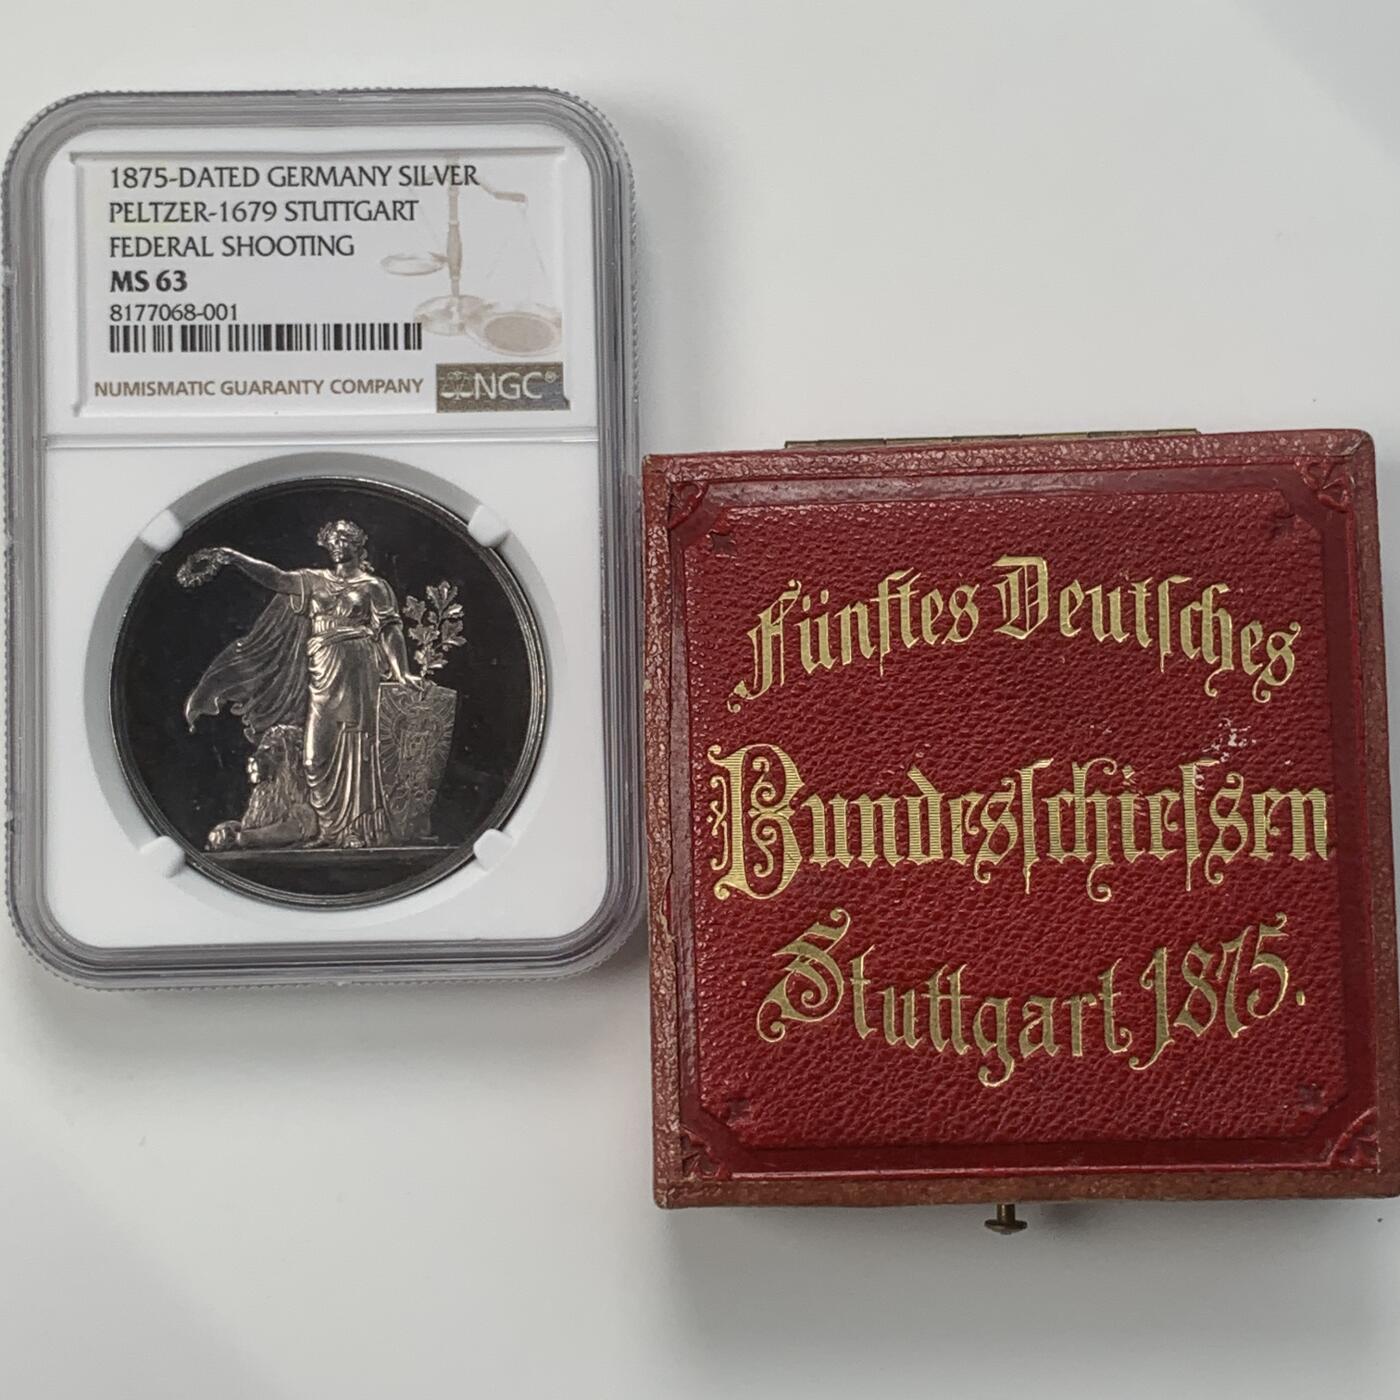 1875-DATED GERMANY SILVER
PELTZER-1679 STUTTGART
FEDERAL SHOOTING
MS 63
8177068-001
NUMISMATIC GUARANTY COMPANY
NGC®
Fünftes Deutsches
Bundesschiessen
Stuttgart 1875.